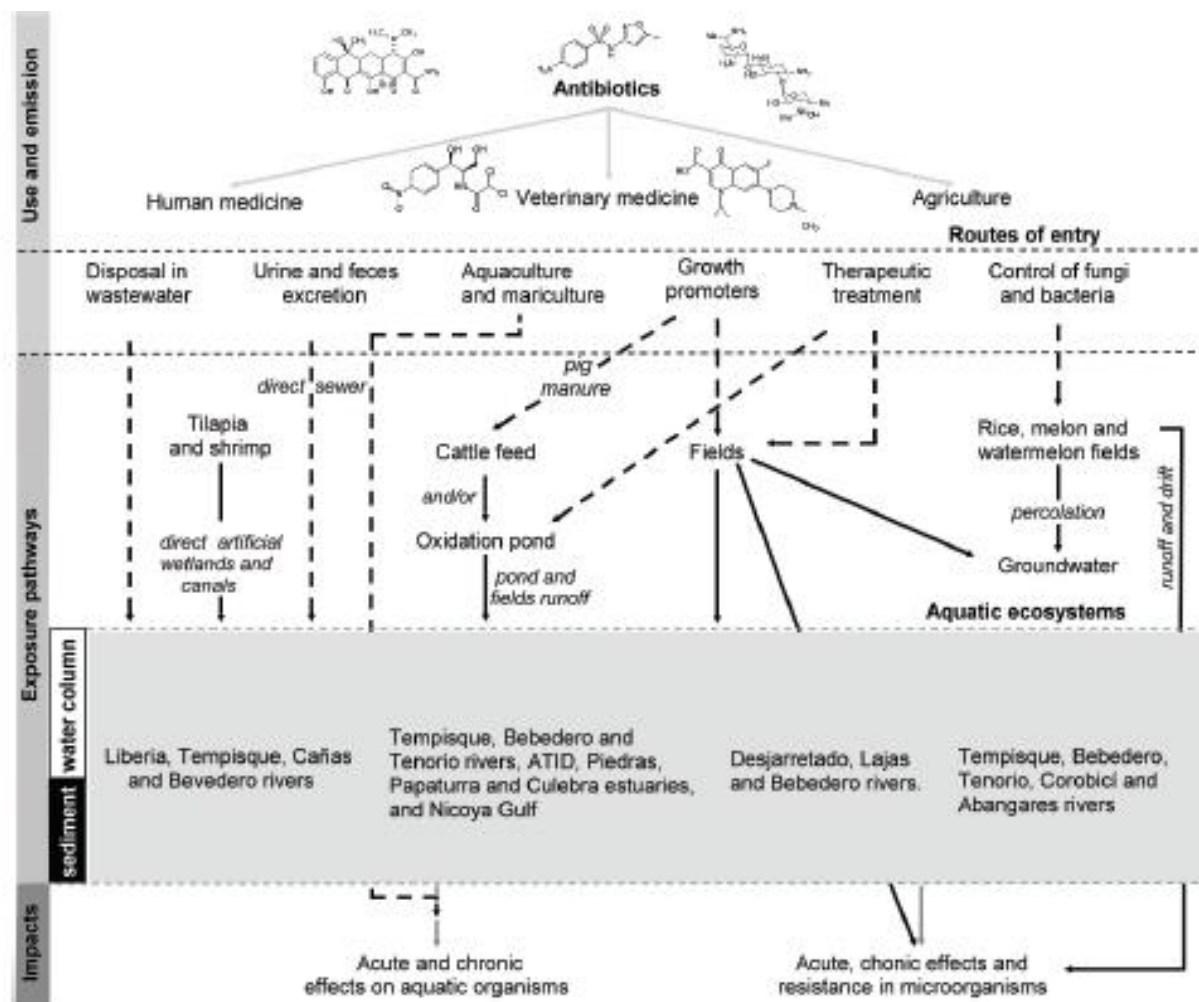 Use and emission
Antibiotics
Human medicine
Veterinary medicine
Agriculture
Routes of entry
Disposal in
wastewater
Urine and feces
excretion
Aquaculture
and mariculture
Growth
promoters
Therapeutic
treatment
Control of fungi
and bacteria
Exposure pathways
direct sewer
pig
manure
Tilapia
and shrimp
Cattle feed
Fields
Rice, melon and
watermelon fields
and/or
percolation
runoff and drift
Oxidation pond
direct artificial
wetlands and
canals
pond and
fields runoff
Groundwater
Aquatic ecosystems
water column
sediment
Liberia, Tempisque, Cañas
and Bevedero rivers
Tempisque, Bebedero and
Tenorio rivers, ATID, Piedras,
Papaturra and Culebra estuaries,
and Nicoya Gulf
Desjarretado, Lajas
and Bebedero rivers.
Tempisque, Bebedero,
Tenorio, Corobicí and
Abangares rivers
Impacts
Acute and chronic
effects on aquatic organisms
Acute, chonic effects and
resistance in microorganisms